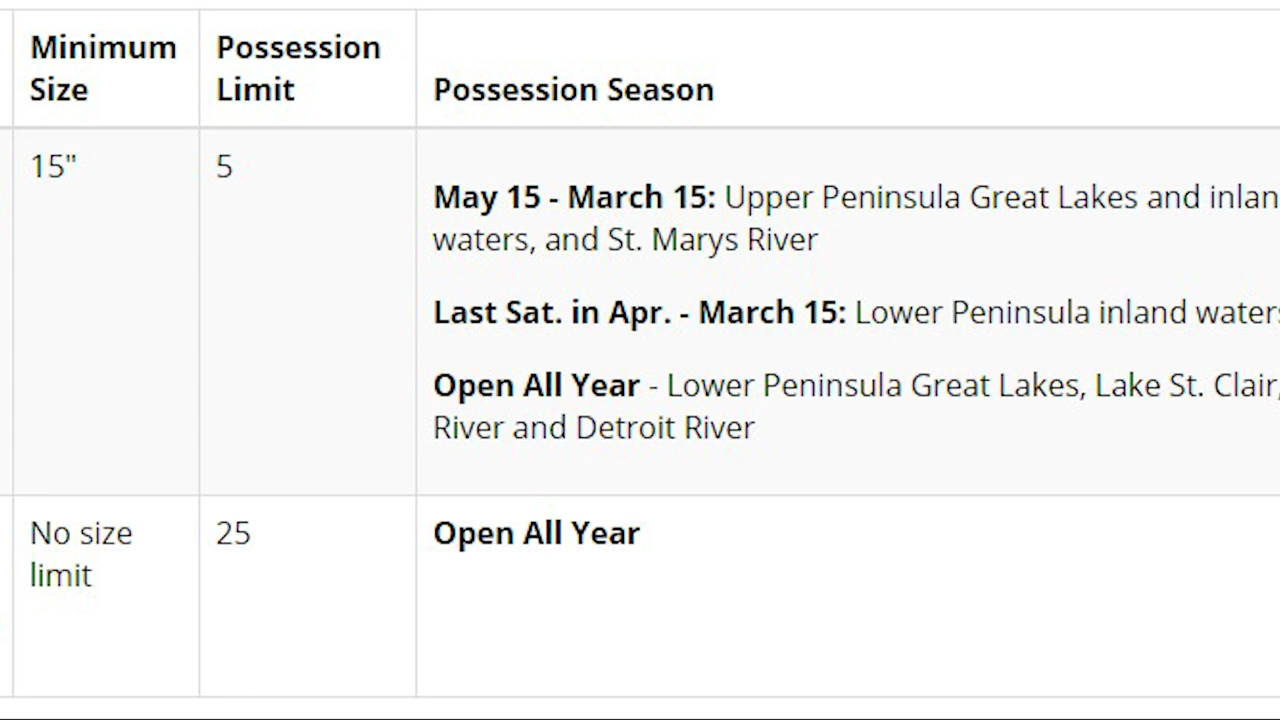 Minimum Size
Possession Limit
Possession Season
15"
5
May 15 - March 15: Upper Peninsula Great Lakes and
waters, and St. Marys River
Last Sat. in Apr. - March 15: Lower Peninsula inland
Open All Year - Lower Peninsula Great Lakes, Lake St. Clair,
River and Detroit River
No size
limit
25
Open All Year